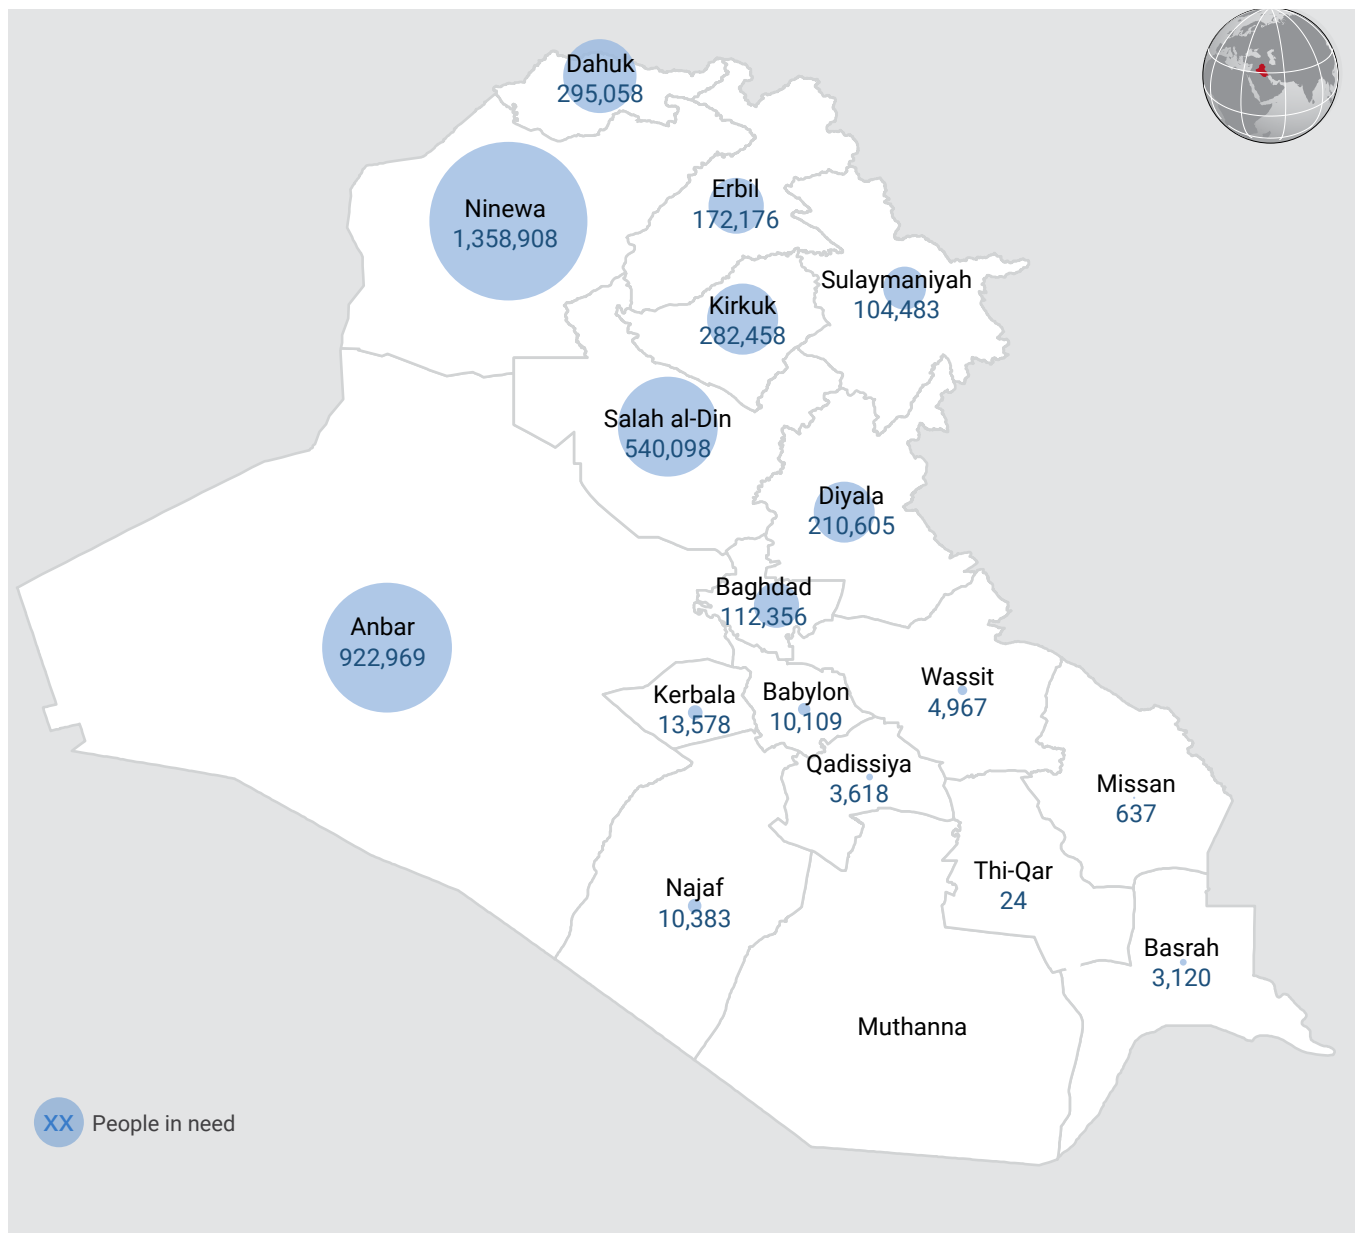 Dahuk
295,058
Ninewa
1,358,908
Erbil
172,176
Sulaymaniyah
104,483
Kirkuk
282,458
Salah al-Din
540,098
Diyala
210,605
Baghdad
112,356
Anbar
922,969
Kerbala
13,578
Babylon
10,109
Wassit
4,967
Qadissiya
3,618
Missan
637
Thi-Qar
24
Najaf
10,383
Basrah
3,120
Muthanna
XX People in need